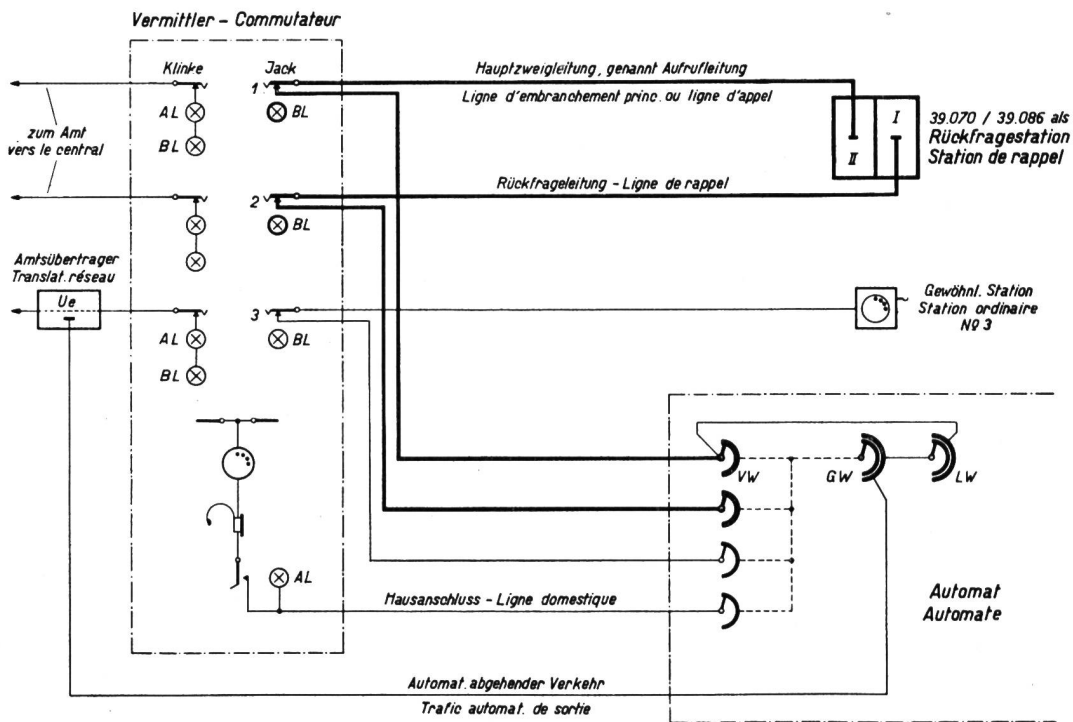 Vermittler - Commutateur
Klinke
Jack
AL
BL
1
BL
Hauptzweigleitung, genannt Aufrufleitung
Ligne d'embranchement princ. ou ligne d'appel
II
I
39.070 / 39.086 als
Rückfragestation
Station de rappel
zum Amt
vers le central
2
BL
Rückfrageleitung - Ligne de rappel
Amtsübertrager
Translat. réseau
Ue
AL
BL
3
BL
Gewöhnl. Station
Station ordinaire
Nº 3
VW
GW
LW
AL
Hausanschluss - Ligne domestique
Automat
Automate
Automat. abgehender Verkehr
Trafic automat. de sortie